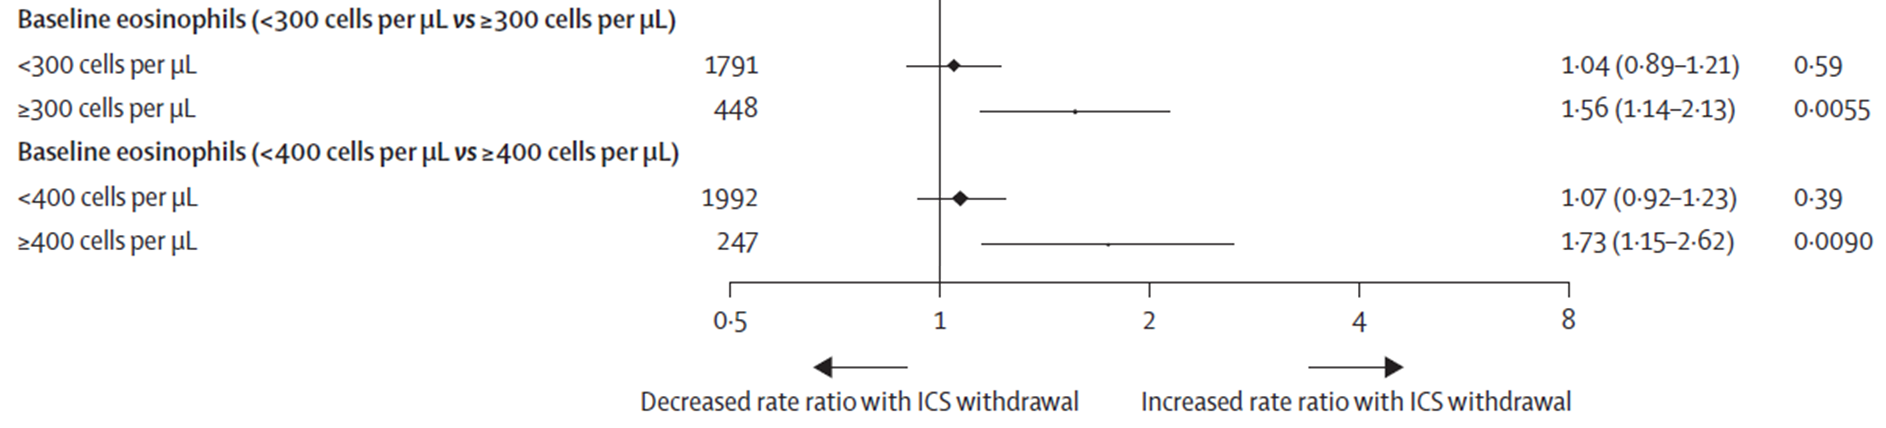 Baseline eosinophils (<300 cells per µL vs ≥300 cells per µL)
<300 cells per µL 1791 1·04 (0·89–1·21) 0·59
≥300 cells per µL 448 1·56 (1·14–2·13) 0·0055
Baseline eosinophils (<400 cells per µL vs ≥400 cells per µL)
<400 cells per µL 1992 1·07 (0·92–1·23) 0·39
≥400 cells per µL 247 1·73 (1·15–2·62) 0·0090
0·5 1 2 4 8
Decreased rate ratio with ICS withdrawal Increased rate ratio with ICS withdrawal